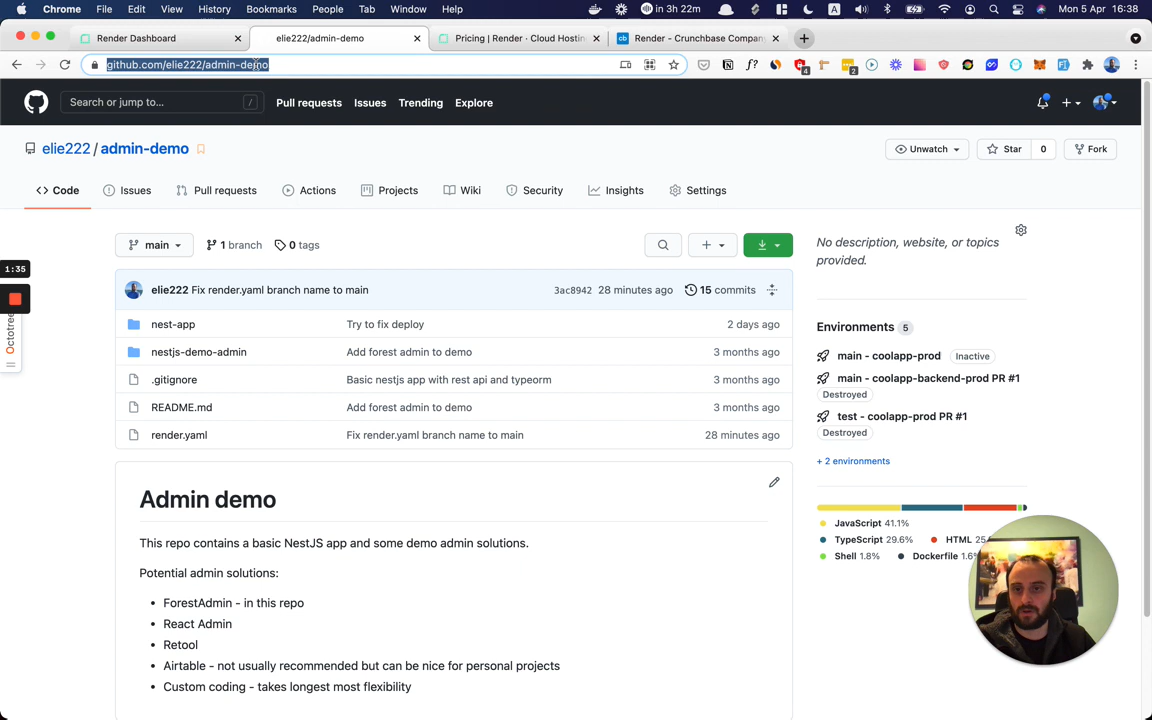 Chrome File Edit View History Bookmarks People Tab Window Help in 3h 22m A Mon 5 Apr 16:38
Render Dashboard elie222/admin-demo Pricing | Render · Cloud Hostin Render - Crunchbase Company
github.com/elie222/admin-demo
Search or jump to... / Pull requests Issues Trending Explore
elie222 / admin-demo Unwatch Star 0 Fork
Code Issues Pull requests Actions Projects Wiki Security Insights Settings
main 1 branch 0 tags
No description, website, or topics
provided.
1:35
Octotree
elie222 Fix render.yaml branch name to main 3ac8942 28 minutes ago 15 commits
nest-app Try to fix deploy 2 days ago
nestjs-demo-admin Add forest admin to demo 3 months ago
.gitignore Basic nestjs app with rest api and typeorm 3 months ago
README.md Add forest admin to demo 3 months ago
render.yaml Fix render.yaml branch name to main 28 minutes ago
Environments 5
main - coolapp-prod Inactive
main - coolapp-backend-prod PR #1
Destroyed
test - coolapp-prod PR #1
Destroyed
+ 2 environments
JavaScript 41.1%
TypeScript 29.6% HTML 25
Shell 1.8% Dockerfile 1.6%
Admin demo
This repo contains a basic NestJS app and some demo admin solutions.
Potential admin solutions:
• ForestAdmin - in this repo
• React Admin
• Retool
• Airtable - not usually recommended but can be nice for personal projects
• Custom coding - takes longest most flexibility